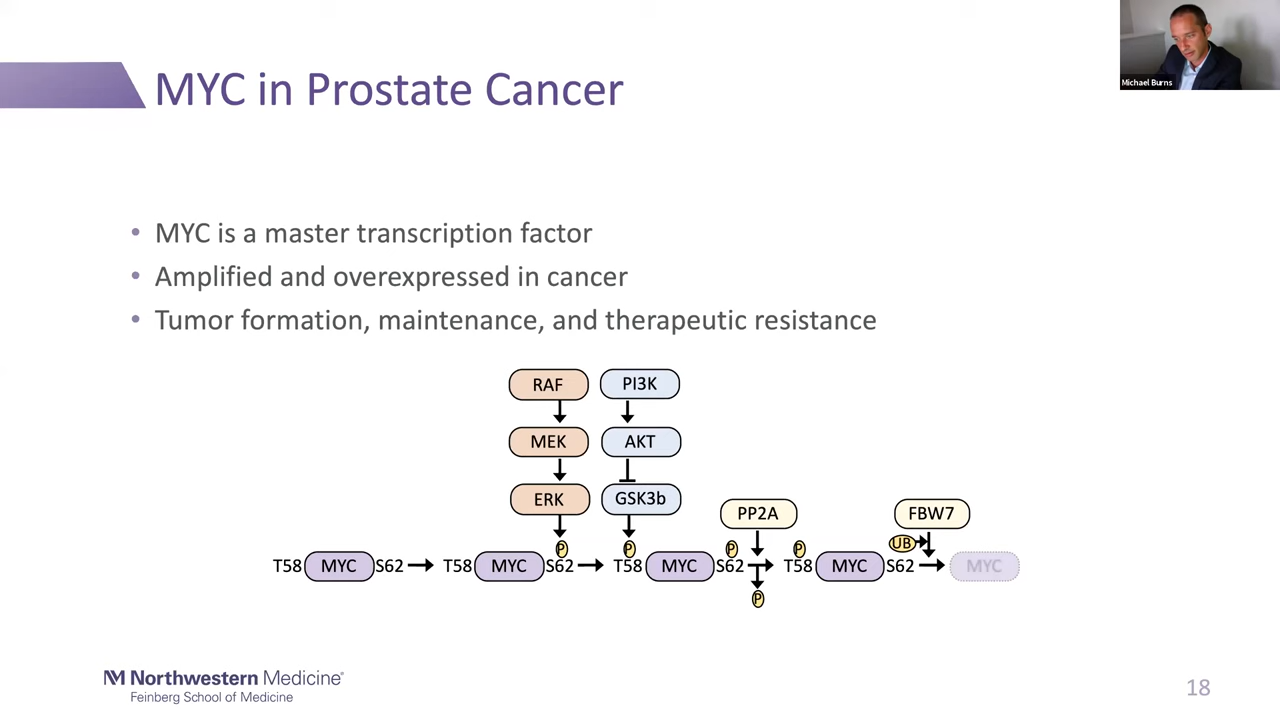 Michael Burns
MYC in Prostate Cancer
• MYC is a master transcription factor
• Amplified and overexpressed in cancer
• Tumor formation, maintenance, and therapeutic resistance
RAF PI3K
MEK AKT
ERK GSK3b
PP2A FBW7
P P P P UB
T58 MYC S62 T58 MYC S62 T58 MYC S62 T58 MYC S62 MYC
P
NM Northwestern Medicine®
Feinberg School of Medicine
18